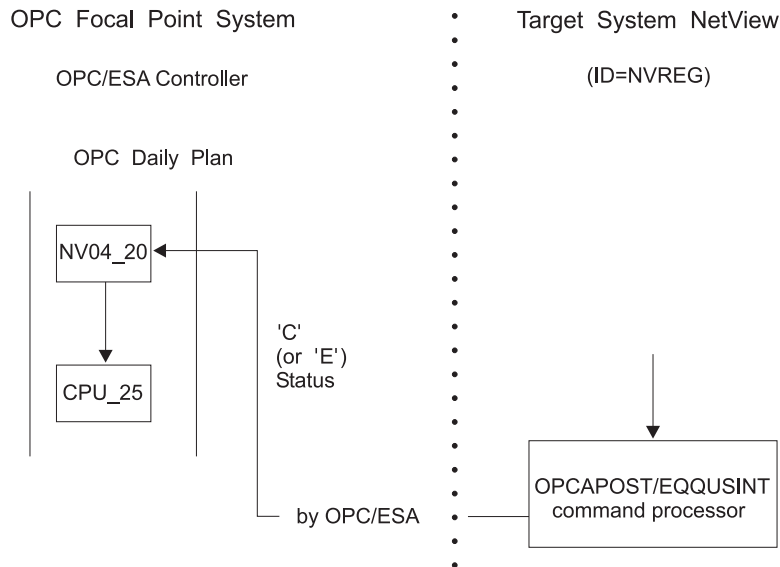 OPC Focal Point System
OPC/ESA Controller
OPC Daily Plan
NV04_20
CPU_25
'C'
(or 'E')
Status
by OPC/ESA
Target System NetView
(ID=NVREG)
OPCAPOST/EQQUSINT
command processor